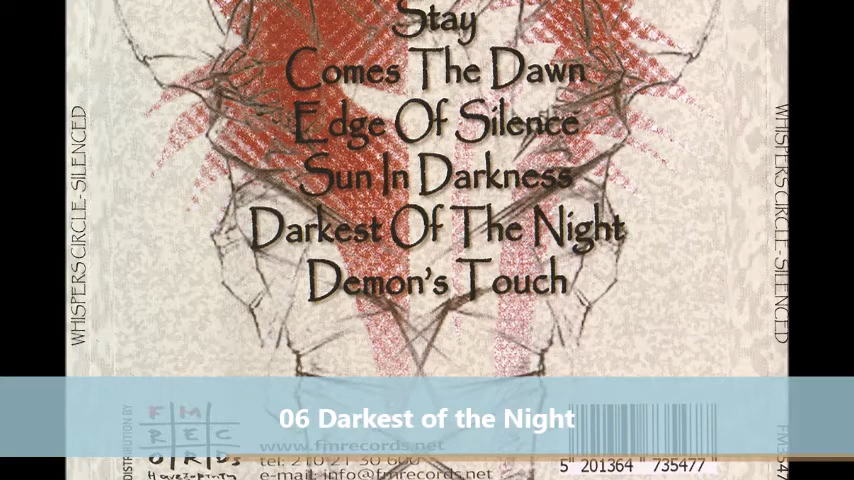 Stay
Comes The Dawn
Edge Of Silence
Sun In Darkness
Darkest Of The Night
Demon's Touch
WHISPERS CIRCLE - SILENCED
WHISPERS CIRCLE - SILENCED
06 Darkest of the Night
DISTRIBUTION BY
F M
R E C
O R D s
www.fmrecords.net
tel: 210 21 30 600
e-mail: info@fmrecords.net
5 201364 735477